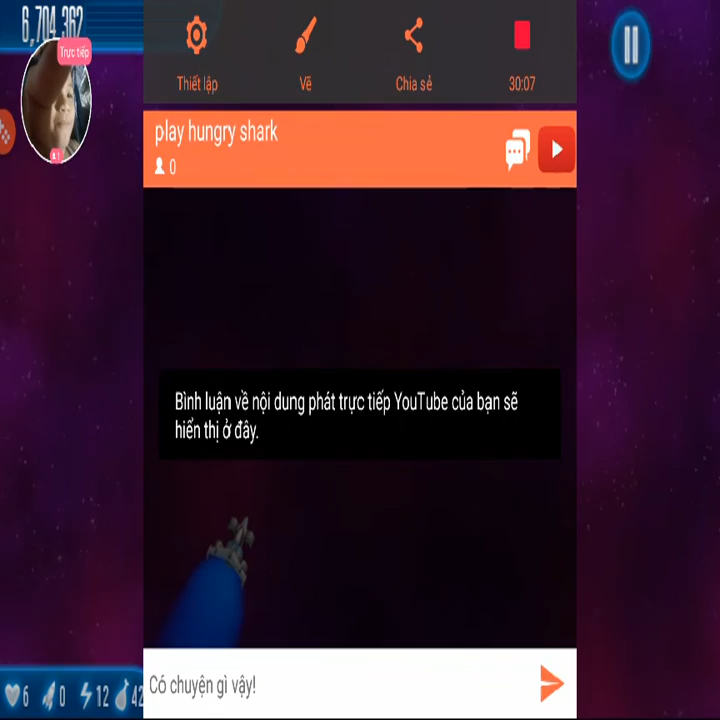 6,704,362
Trực tiếp
Thiết lập
Vẽ
Chia sẻ
30:07
play hungry shark
0
Bình luận về nội dung phát trực tiếp YouTube của bạn sẽ
hiển thị ở đây.
6 0 12 42
Có chuyện gì vậy!